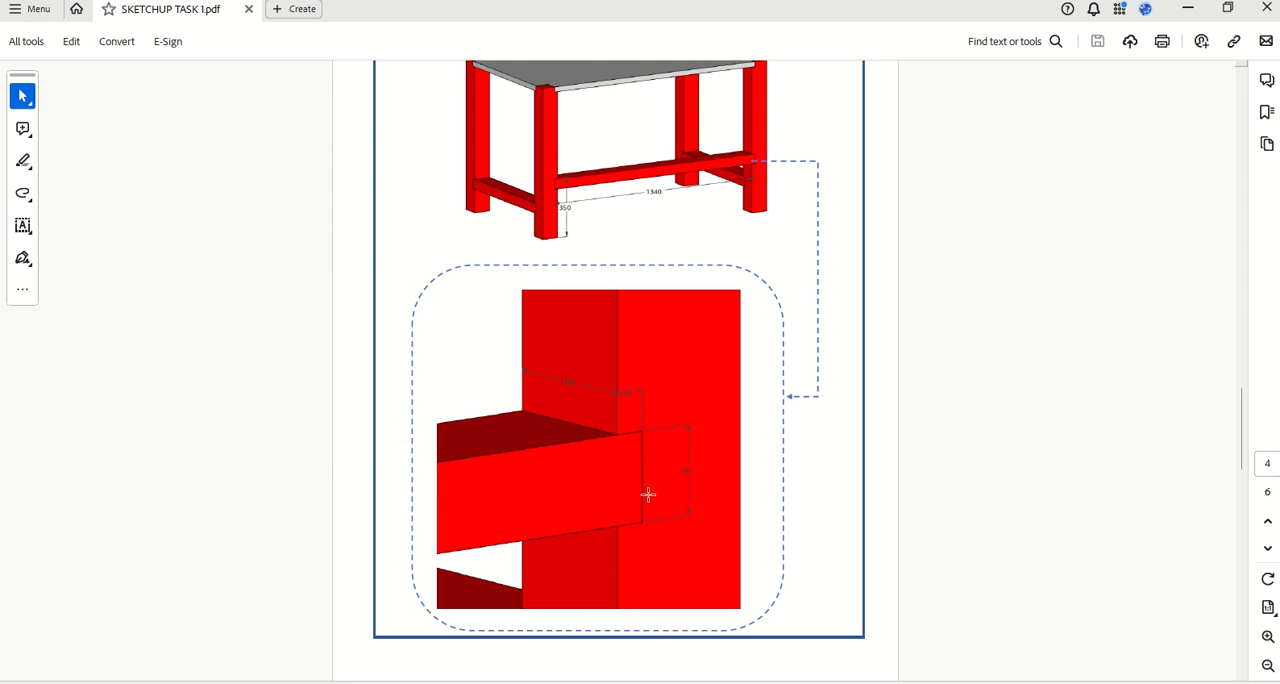 Menu
SKETCHUP TASK 1.pdf
+ Create
All tools
Edit
Convert
E-Sign
Find text or tools
1340
350
4
6